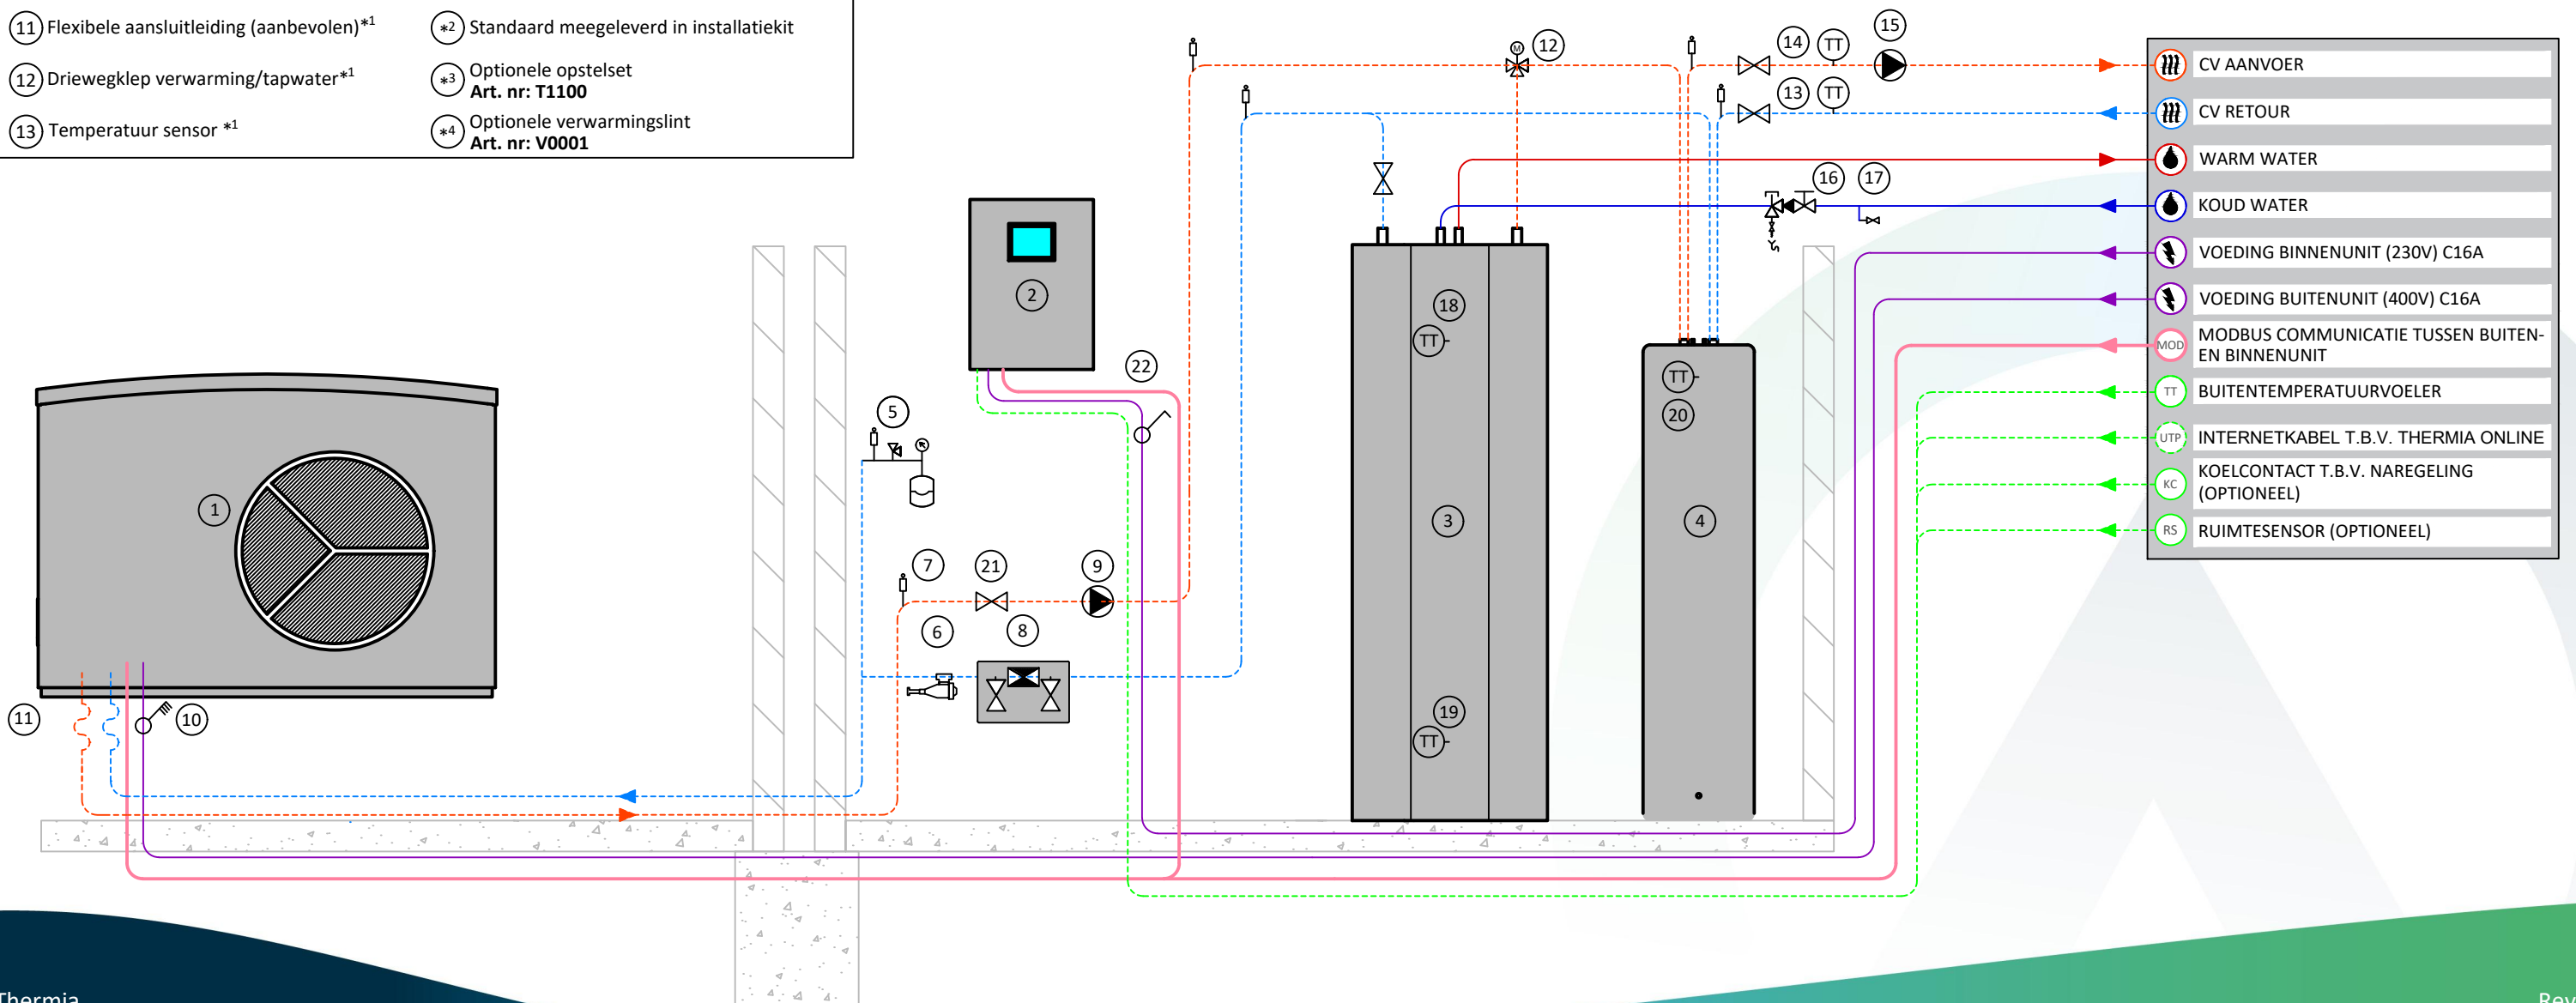 11 Flexibele aansluitleiding (aanbevolen)*1
12 Driewegklep verwarming/tapwater*1
13 Temperatuur sensor *1
*2 Standaard meegeleverd in installatiekit
*3 Optionele opstelset
Art. nr: T1100
*4 Optionele verwarmingslint
Art. nr: V0001
M
12
14
TT
15
13
TT
16
17
2
18
TT
22
TT
20
5
1
3
4
7
21
9
6
8
19
TT
11
10
CV AANVOER
CV RETOUR
WARM WATER
KOUD WATER
VOEDING BINNENUNIT (230V) C16A
VOEDING BUITENUNIT (400V) C16A
MOD
MODBUS COMMUNICATIE TUSSEN BUITEN-
EN BINNENUNIT
TT BUITENTEMPERATUURVOELER
UTP INTERNETKABEL T.B.V. THERMIA ONLINE
KC
KOELCONTACT T.B.V. NAREGELING
(OPTIONEEL)
RS RUIMTESENSOR (OPTIONEEL)
Thermia
Rev